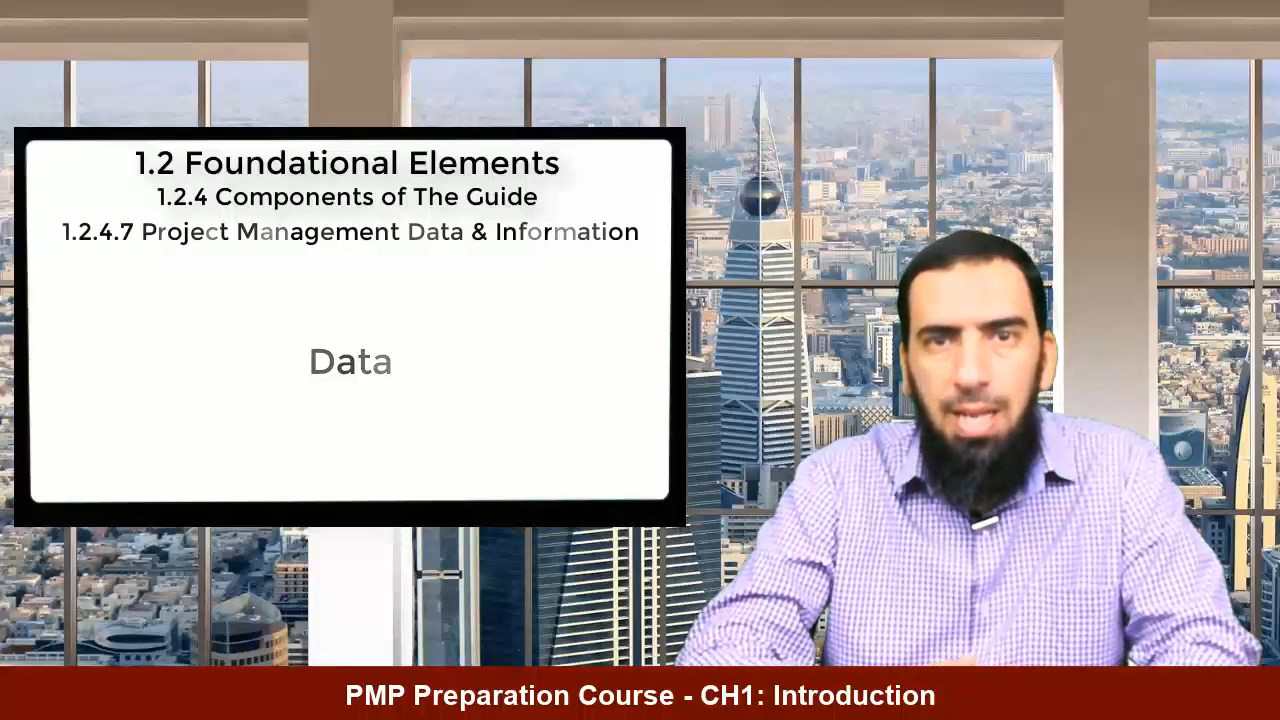 1.2 Foundational Elements
1.2.4 Components of The Guide
1.2.4.7 Project Management Data & Information
Data
PMP Preparation Course - CH1: Introduction